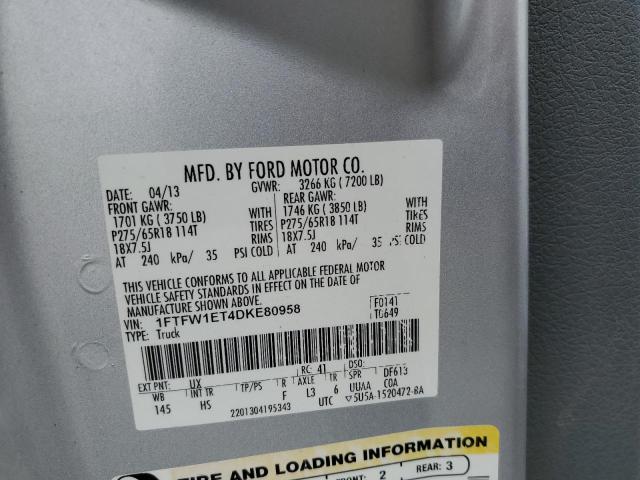 MFD. BY FORD MOTOR CO.
DATE: 04/13 GVWR: 3266 KG ( 7200 LB)
FRONT GAWR: REAR GAWR:
1701 KG ( 3750 LB) WITH 1746 KG ( 3850 LB) WITH
P275/65R18 114T TIRES P275/65R18 114T TIRES
18X7.5J RIMS 18X7.5J RIMS
AT 240 kPa/ 35 PSI COLD AT 240 kPa/ 35 PSI COLD
THIS VEHICLE CONFORMS TO ALL APPLICABLE FEDERAL MOTOR
VEHICLE SAFETY STANDARDS IN EFFECT ON THE DATE OF
MANUFACTURE SHOWN ABOVE.
VIN: 1FTFW1ET4DKE80958 F0141
TYPE: Truck T0649
EXT PNT: UX RC: 41 DSO:
WB INT TR TP/PS R AXLE TR SPR DF613
145 HS F L3 6 UUAA COA
2201304195343 UTC ▽5U5A-1520472-BA
TIRE AND LOADING INFORMATION
FRONT: 2 REAR: 3